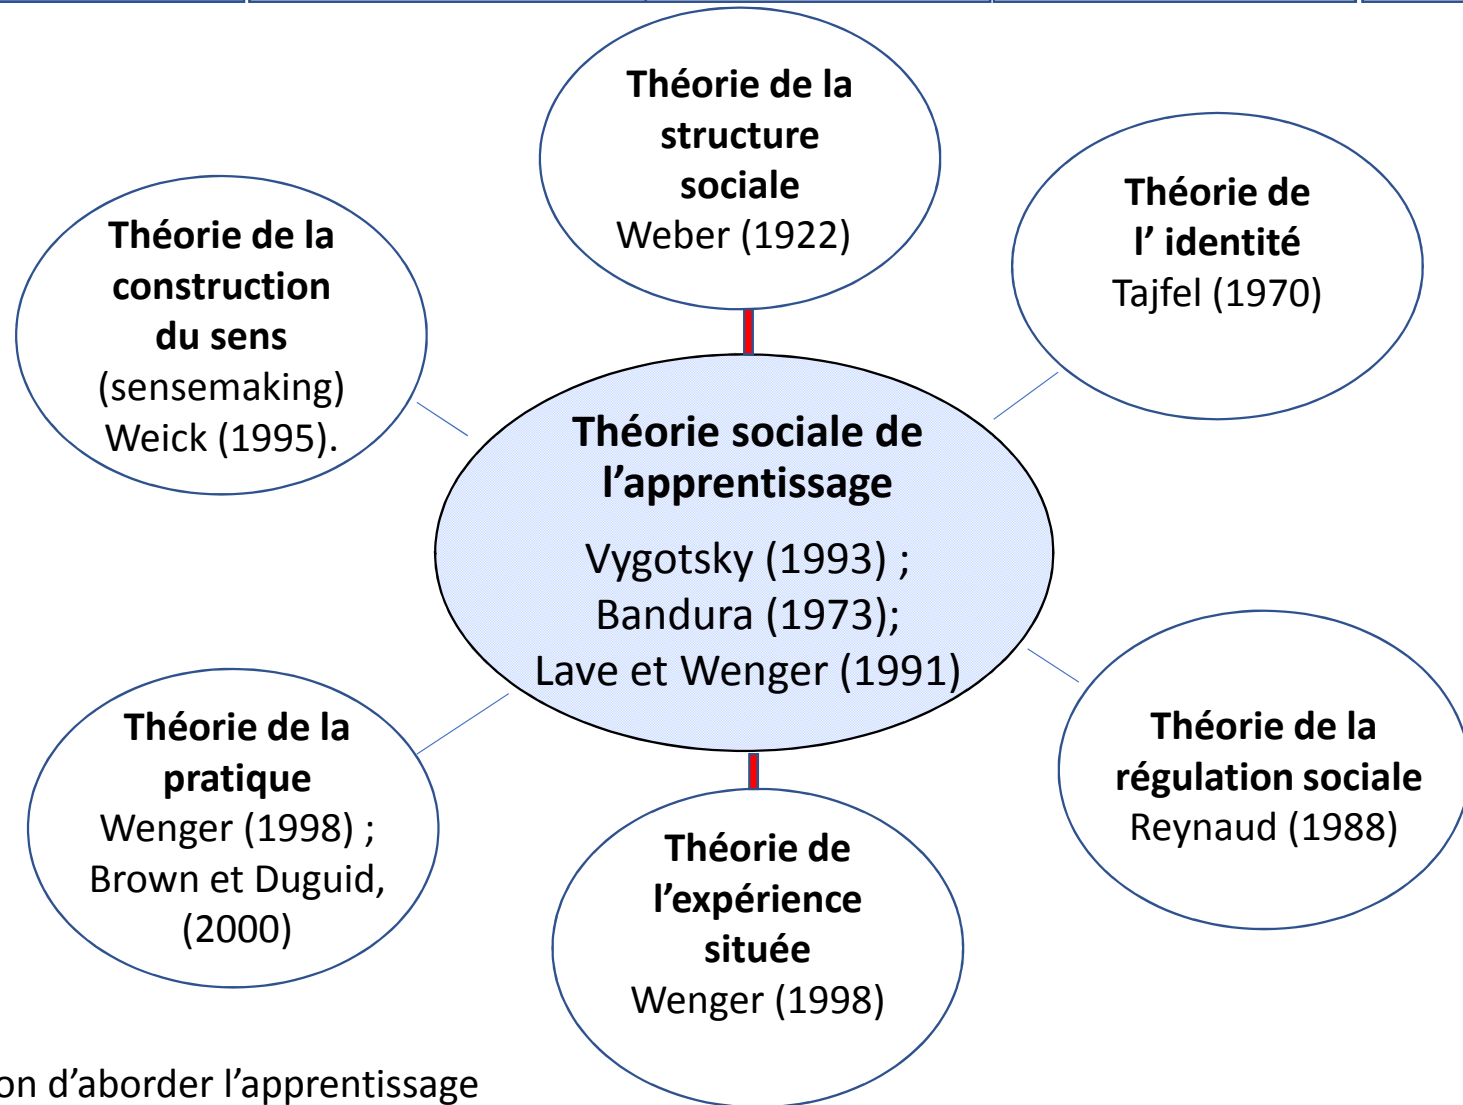 Théorie de la
structure
sociale
Weber (1922)
Théorie de
l’ identité
Tajfel (1970)
Théorie de la
construction
du sens
(sensemaking)
Weick (1995).
Théorie sociale de
l’apprentissage
Vygotsky (1993) ;
Bandura (1973);
Lave et Wenger (1991)
Théorie de la
régulation sociale
Reynaud (1988)
Théorie de la
pratique
Wenger (1998) ;
Brown et Duguid,
(2000)
Théorie de
l’expérience
située
Wenger (1998)
on d’aborder l’apprentissage